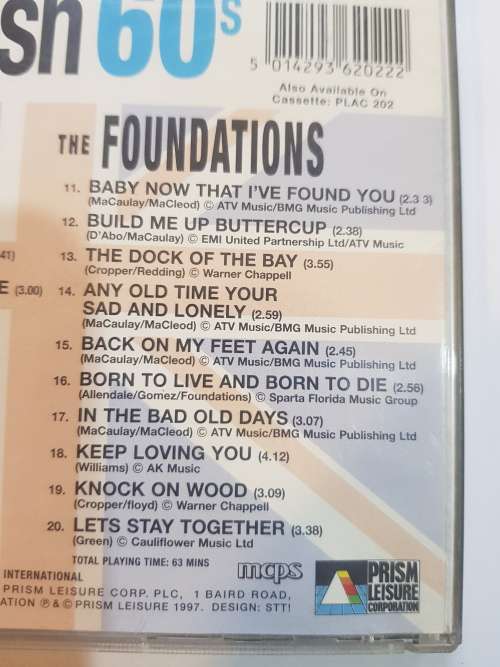 sh 60s
5 014293 620222
Also Available On
Cassette: PLAC 202
THE FOUNDATIONS
11. BABY NOW THAT I'VE FOUND YOU (2.3 3)
(MacCaulay/MacLeod) © ATV Music/BMG Music Publishing Ltd
12. BUILD ME UP BUTTERCUP (2.38)
(D'Abo/MaCaulay) © EMI United Partnership Ltd/ATV Music
41)
13. THE DOCK OF THE BAY (3.55)
(Cropper/Redding) © Warner Chappell
E (3.00)
14. ANY OLD TIME YOUR
SAD AND LONELY (2.59)
(MaCaulay/MaCleod) © ATV Music/BMG Music Publishing Ltd
15. BACK ON MY FEET AGAIN (2.45)
(MaCaulay/MaCleod) © ATV Music/BMG Music Publishing Ltd
16. BORN TO LIVE AND BORN TO DIE (2.56)
(Allendale/Gomez/Foundations) © Sparta Florida Music Group
17. IN THE BAD OLD DAYS (3.07)
(MaCaulay/MaCleod) © ATV Music/BMG Music Publishing Ltd
18. KEEP LOVING YOU (4.12)
(Williams) © AK Music
19. KNOCK ON WOOD (3.09)
(Cropper/floyd) © Warner Chappell
20. LETS STAY TOGETHER (3.38)
(Green) © Cauliflower Music Ltd
TOTAL PLAYING TIME: 63 MINS
mcps
PRISM
LEISURE
CORPORATION
INTERNATIONAL
PRISM LEISURE CORP. PLC, 1 BAIRD ROAD,
ATION ℗ & © PRISM LEISURE 1997. DESIGN: STT!